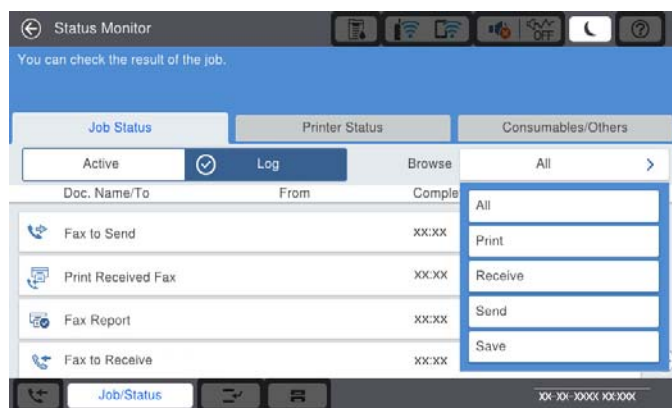 Status Monitor
OFF
You can check the result of the job.
Job Status Printer Status Consumables/Others
Active Log Browse All
Doc. Name/To From Comple
All
Fax to Send XX:XX
Print
Print Received Fax XX:XX
Receive
Send
Fax Report XX:XX
Save
Fax to Receive XX:XX
Job/Status XX-XX-XXXX XX:XXX